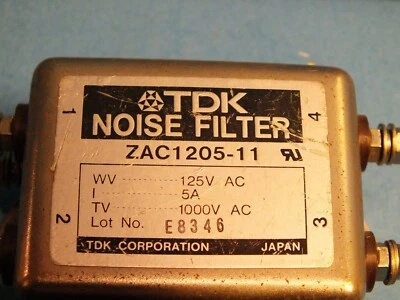 TDK
NOISE FILTER
ZAC1205-11
WV 125V AC
I 5A
TV 1000V AC
Lot No. E8346
TDK CORPORATION JAPAN
1
2
3
4